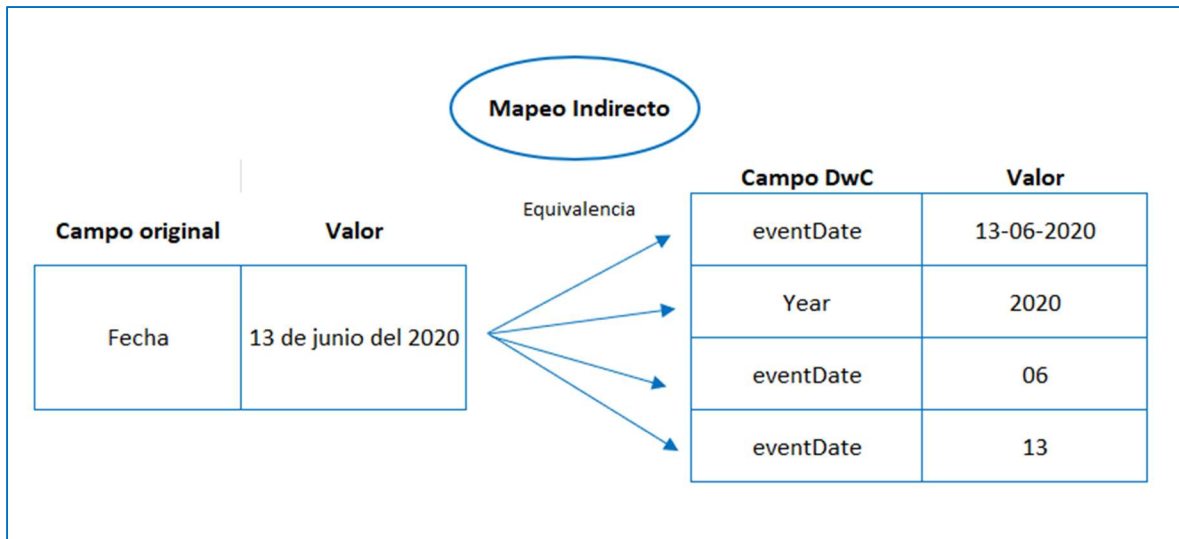 Mapeo Indirecto
Campo DwC Valor
Equivalencia
eventDate 13-06-2020
Campo original Valor
Year 2020
Fecha 13 de junio del 2020
eventDate 06
eventDate 13